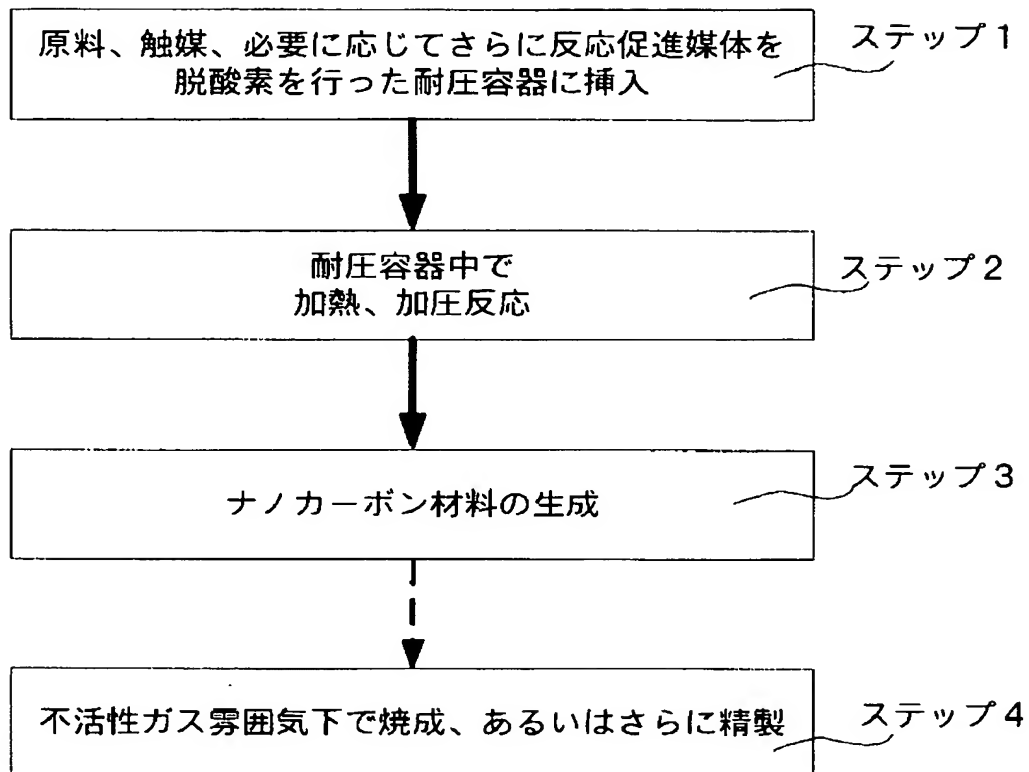 原料、触媒、必要に応じてさらに反応促進媒体を
脱酸素を行った耐圧容器に挿入
ステップ1
耐圧容器中で
加熱、加圧反応
ステップ2
ナノカーボン材料の生成
ステップ3
不活性ガス雰囲気下で焼成、あるいはさらに精製
ステップ4